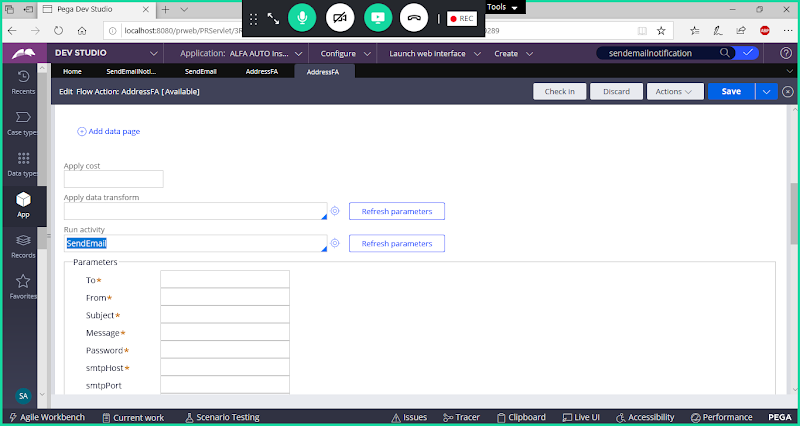 Pega Dev Studio
Tools
REC
localhost:8080/prweb/PRServlet/3R
0289
ABP
DEV STUDIO
Application: ALFA AUTO Ins...
Configure
Launch web interface
Create
sendemailnotification
Home
SendEmailNoti...
SendEmail
AddressFA
AddressFA
Recents
Edit Flow Action: AddressFA [Available]
Check in
Discard
Actions
Save
Case types
Add data page
Data types
Apply cost
Apply data transform
App
Refresh parameters
Run activity
SendEmail
Refresh parameters
Records
Parameters
To*
Favorites
From*
Subject*
Message*
Password*
smtpHost*
smtpPort
SA
Agile Workbench
Current work
Scenario Testing
Issues
Tracer
Clipboard
Live UI
Accessibility
Performance
PEGA